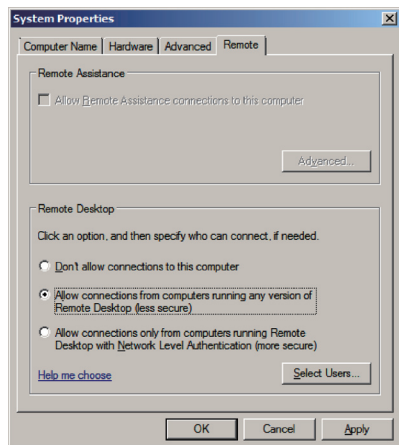 System Properties
Computer Name Hardware Advanced Remote
Remote Assistance
Allow Remote Assistance connections to this computer
Advanced...
Remote Desktop
Click an option, and then specify who can connect, if needed.
Don't allow connections to this computer
Allow connections from computers running any version of
Remote Desktop (less secure)
Allow connections only from computers running Remote
Desktop with Network Level Authentication (more secure)
Help me choose Select Users...
OK Cancel Apply